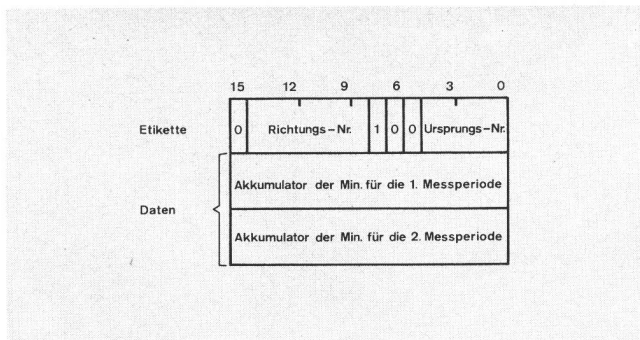 15 12 9 6 3 0
Etikette 0 Richtungs-Nr. 1 0 0 Ursprungs-Nr.
Akkumulator der Min. für die 1. Messperiode
Daten
Akkumulator der Min. für die 2. Messperiode